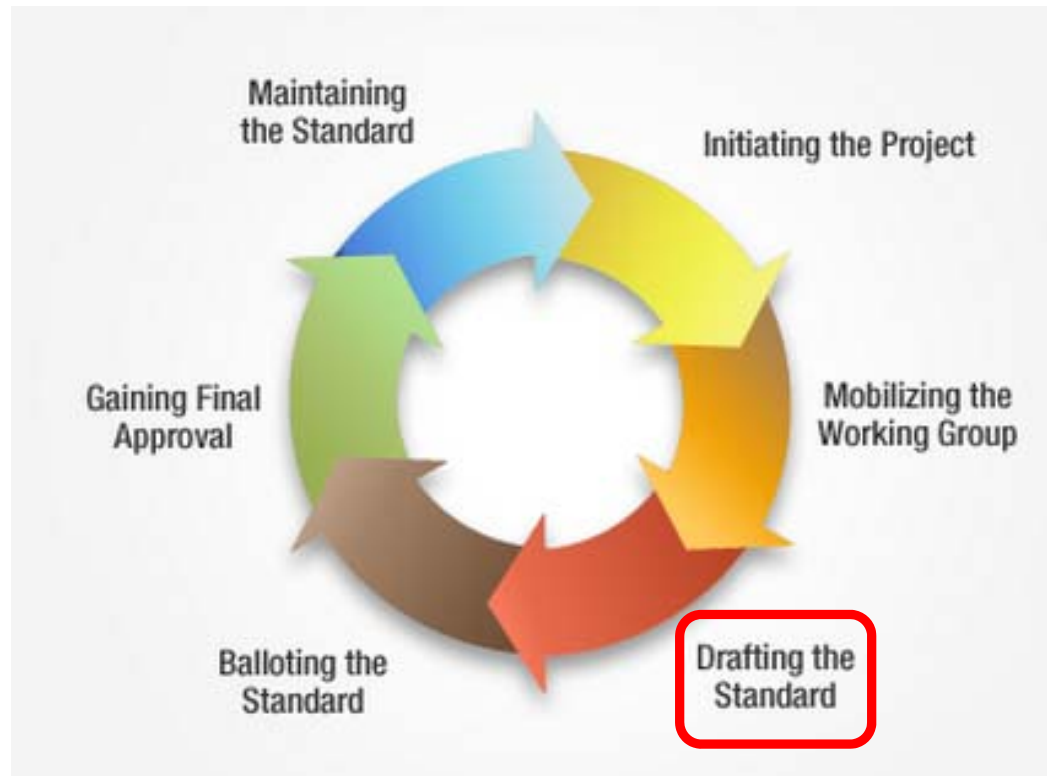 Maintaining
the Standard
Initiating the Project
Mobilizing the
Working Group
Drafting the
Standard
Balloting the
Standard
Gaining Final
Approval